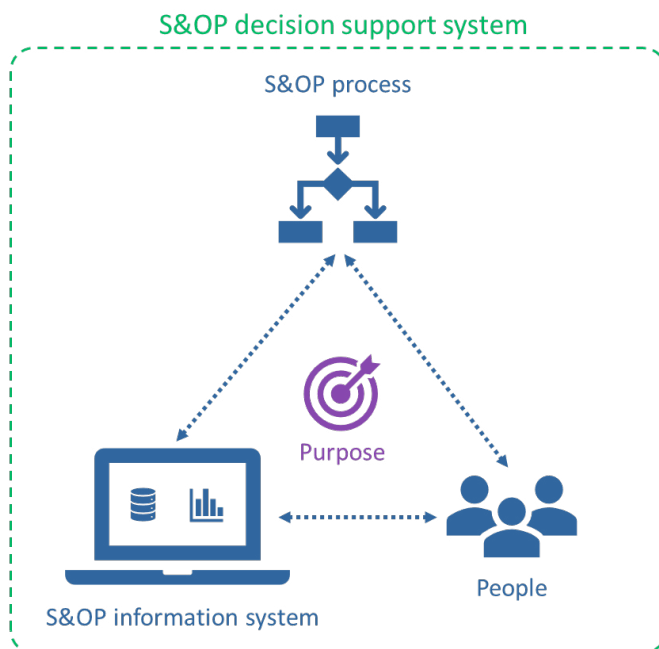 S&OP decision support system
S&OP process
Purpose
S&OP information system
People